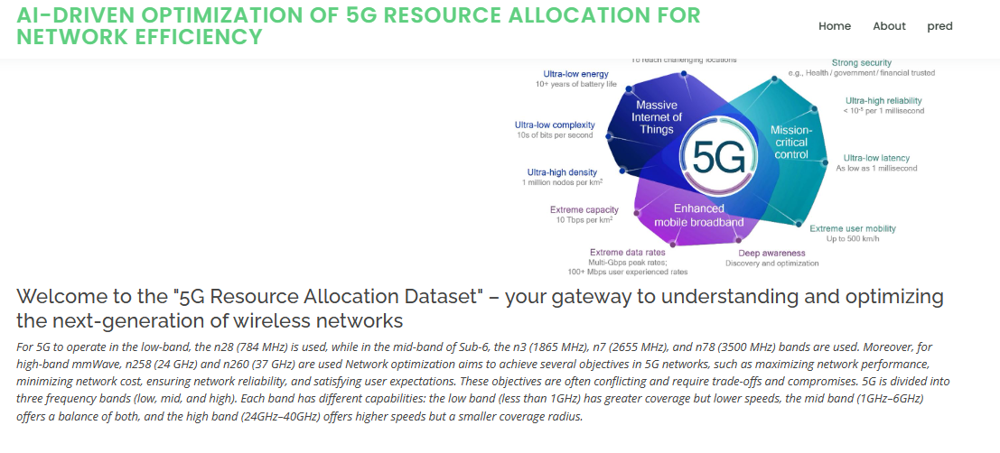 AI-DRIVEN OPTIMIZATION OF 5G RESOURCE ALLOCATION FOR
NETWORK EFFICIENCY
Home About pred
To reach challenging locations
Strong security
e.g., Health / government / financial trusted
Ultra-low energy
10+ years of battery life
Ultra-high reliability
< 10⁻⁵ per 1 millisecond
Massive
Internet of
Things
Ultra-low complexity
10s of bits per second
Mission-
critical
control
5G
Ultra-low latency
As low as 1 millisecond
Ultra-high density
1 million nodes per km²
Extreme capacity
10 Tbps per km²
Enhanced
mobile broadband
Extreme user mobility
Up to 500 km/h
Extreme data rates
Multi-Gbps peak rates;
100+ Mbps user experienced rates
Deep awareness
Discovery and optimization
Welcome to the "5G Resource Allocation Dataset" – your gateway to understanding and optimizing
the next-generation of wireless networks
For 5G to operate in the low-band, the n28 (784 MHz) is used, while in the mid-band of Sub-6, the n3 (1865 MHz), n7 (2655 MHz), and n78 (3500 MHz) bands are used. Moreover, for
high-band mmWave, n258 (24 GHz) and n260 (37 GHz) are used Network optimization aims to achieve several objectives in 5G networks, such as maximizing network performance,
minimizing network cost, ensuring network reliability, and satisfying user expectations. These objectives are often conflicting and require trade-offs and compromises. 5G is divided into
three frequency bands (low, mid, and high). Each band has different capabilities: the low band (less than 1GHz) has greater coverage but lower speeds, the mid band (1GHz–6GHz)
offers a balance of both, and the high band (24GHz–40GHz) offers higher speeds but a smaller coverage radius.